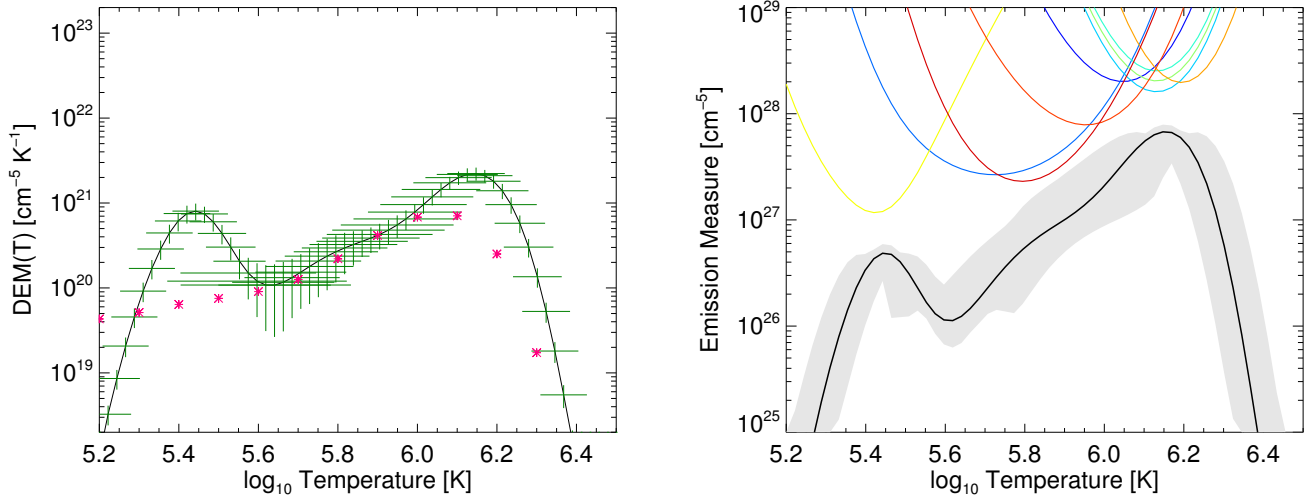 10²³
10²²
10²¹
10²⁰
10¹⁹
DEM(T) [cm⁻⁵ K⁻¹]
5.2 5.4 5.6 5.8 6.0 6.2 6.4
log₁₀ Temperature [K]
10²⁹
10²⁸
10²⁷
10²⁶
10²⁵
Emission Measure [cm⁻⁵]
5.2 5.4 5.6 5.8 6.0 6.2 6.4
log₁₀ Temperature [K]